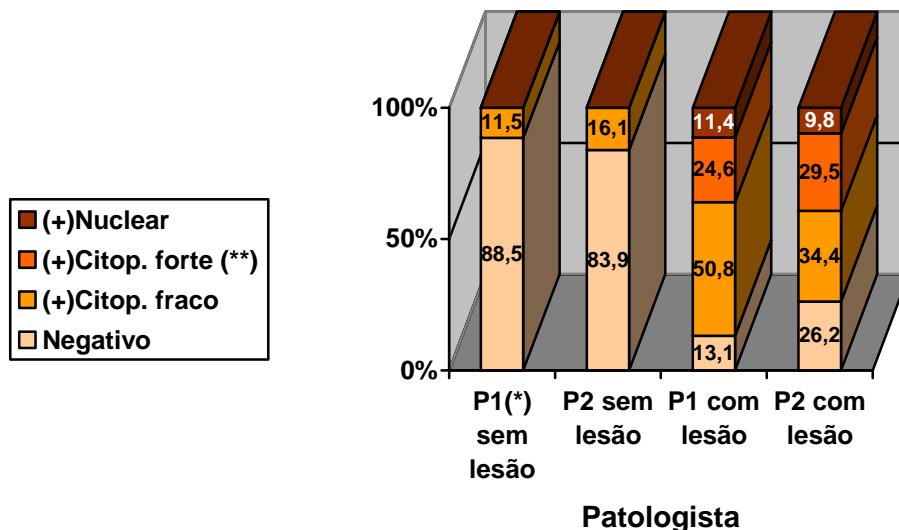 100%
50%
0%
11,5
88,5
16,1
83,9
11,4
24,6
50,8
13,1
9,8
29,5
34,4
26,2
(+)Nuclear
(+)Citop. forte (**)
(+)Citop. fraco
Negativo
P1(*)
sem
lesão
P2 sem
lesão
P1 com
lesão
P2 com
lesão
Patologista